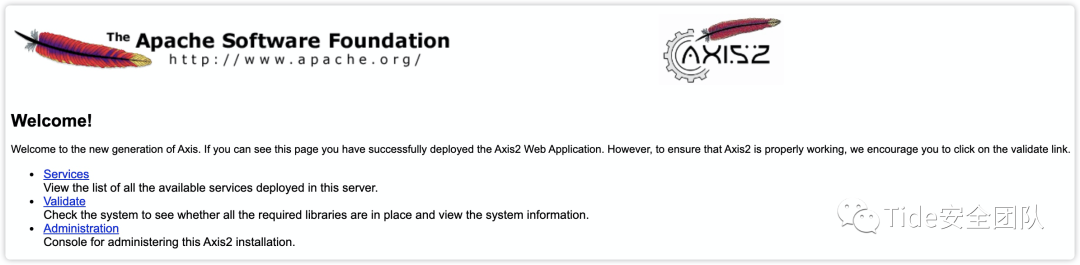 The Apache Software Foundation
http://www.apache.org/
AXIS2
Welcome!
Welcome to the new generation of Axis. If you can see this page you have successfully deployed the Axis2 Web Application. However, to ensure that Axis2 is properly working, we encourage you to click on the validate link.
• Services
View the list of all the available services deployed in this server.
• Validate
Check the system to see whether all the required libraries are in place and view the system information.
• Administration
Console for administering this Axis2 installation.
Tide安全团队